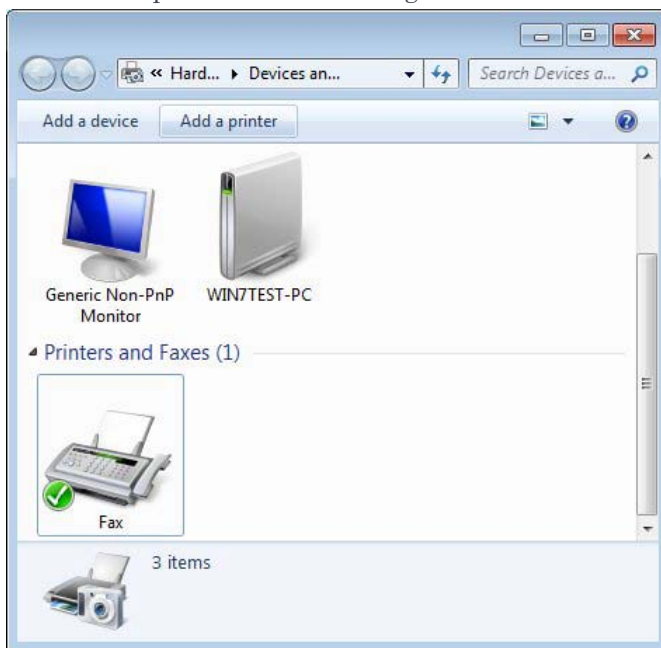 « Hard... ▸ Devices an...
Search Devices a...
Add a device Add a printer
Generic Non-PnP
Monitor
WIN7TEST-PC
Printers and Faxes (1)
Fax
3 items